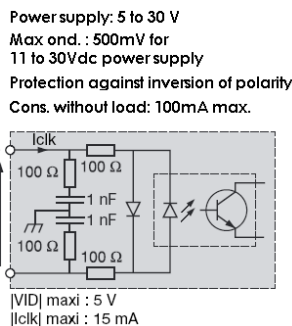 Power supply: 5 to 30 V
Max ond. : 500mV for
11 to 30Vdc power supply
Protection against inversion of polarity
Cons. without load: 100mA max.
Iclk
100 Ω
100 Ω
1 nF
1 nF
100 Ω
100 Ω
|VID| maxi : 5 V
|Iclk| maxi : 15 mA